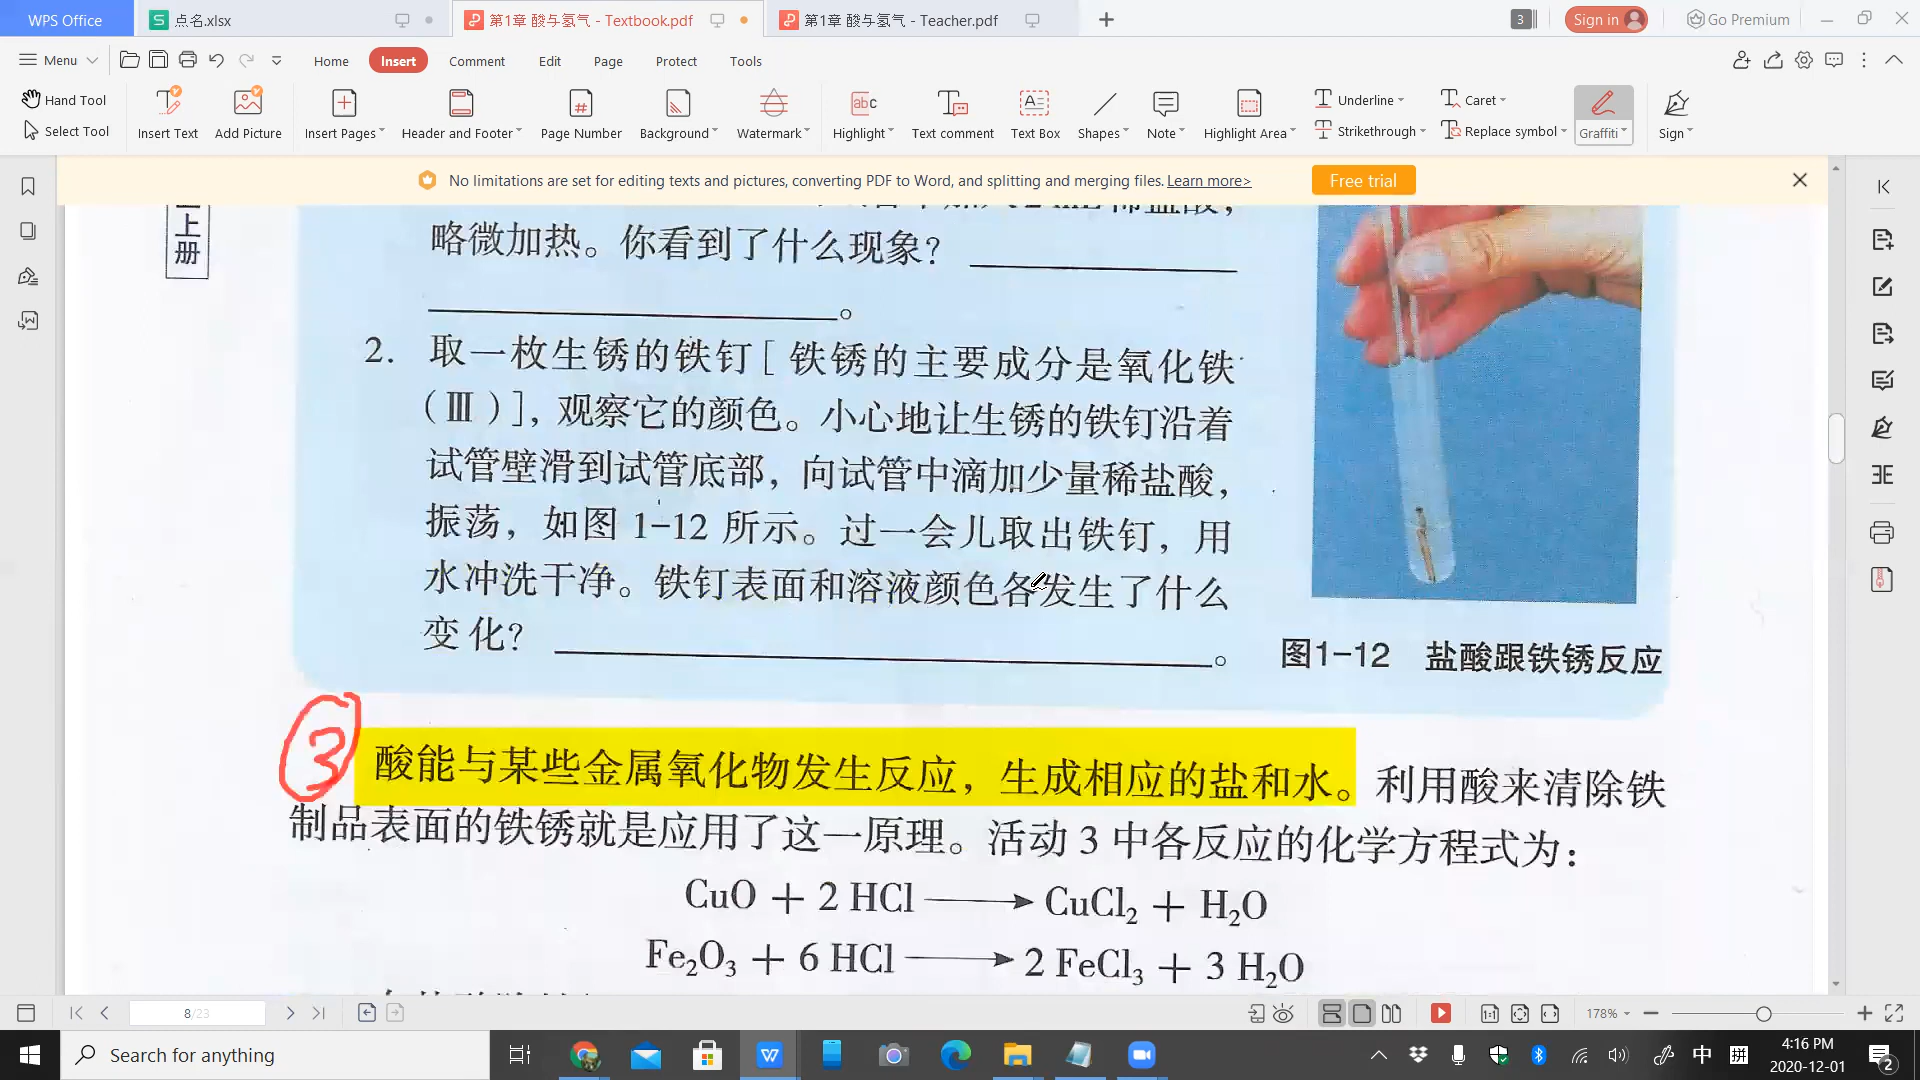 WPS Office
点名.xlsx
第1章 酸与氢气 - Textbook.pdf
第1章 酸与氢气 - Teacher.pdf
3
Sign in
Go Premium
Menu
Home
Insert
Comment
Edit
Page
Protect
Tools
Hand Tool
Select Tool
Insert Text
Add Picture
Insert Pages
Header and Footer
Page Number
Background
Watermark
Highlight
Text comment
Text Box
Shapes
Note
Highlight Area
Underline
Strikethrough
Caret
Replace symbol
Graffiti
Sign
No limitations are set for editing texts and pictures, converting PDF to Word, and splitting and merging files. Learn more>
Free trial
上册
略微加热。你看到了什么现象?
。
2. 取一枚生锈的铁钉[ 铁锈的主要成分是氧化铁
(Ⅲ)], 观察它的颜色。小心地让生锈的铁钉沿着
试管壁滑到试管底部, 向试管中滴加少量稀盐酸,
振荡, 如图 1-12 所示。过一会儿取出铁钉, 用
水冲洗干净。铁钉表面和溶液颜色各发生了什么
变化? 。
图1-12 盐酸跟铁锈反应
3
酸能与某些金属氧化物发生反应, 生成相应的盐和水。利用酸来清除铁
制品表面的铁锈就是应用了这一原理。活动 3 中各反应的化学方程式为:
CuO + 2 HCl → CuCl₂ + H₂O
Fe₂O₃ + 6 HCl → 2 FeCl₃ + 3 H₂O
8/23
178%
Search for anything
中
拼
4:16 PM
2020-12-01
2